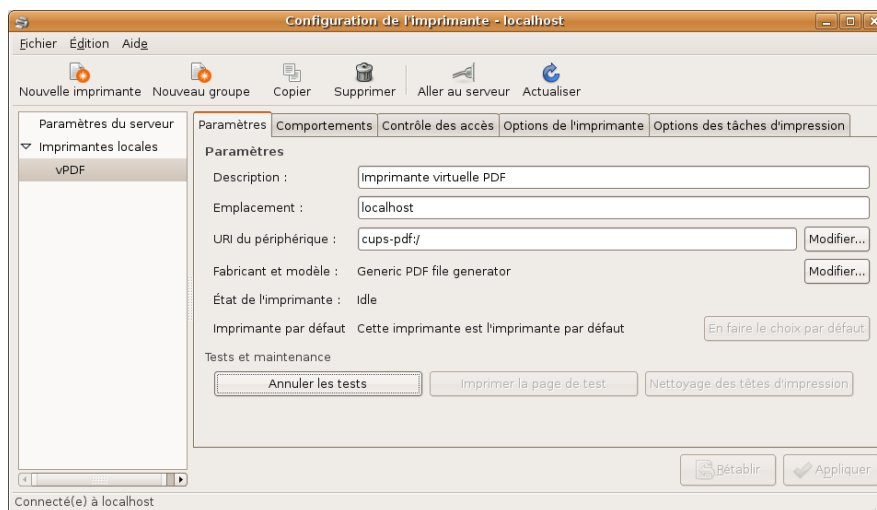 Configuration de l'imprimante - localhost
Fichier Édition Aide
Nouvelle imprimante Nouveau groupe Copier Supprimer Aller au serveur Actualiser
Paramètres du serveur
Imprimantes locales
vPDF
Paramètres Comportements Contrôle des accès Options de l'imprimante Options des tâches d'impression
Paramètres
Description : Imprimante virtuelle PDF
Emplacement : localhost
URI du périphérique : cups-pdf:/ Modifier...
Fabricant et modèle : Generic PDF file generator Modifier...
État de l'imprimante : Idle
Imprimante par défaut Cette imprimante est l'imprimante par défaut En faire le choix par défaut
Tests et maintenance
Annuler les tests Imprimer la page de test Nettoyage des têtes d'impression
Rétablir Appliquer
Connecté(e) à localhost